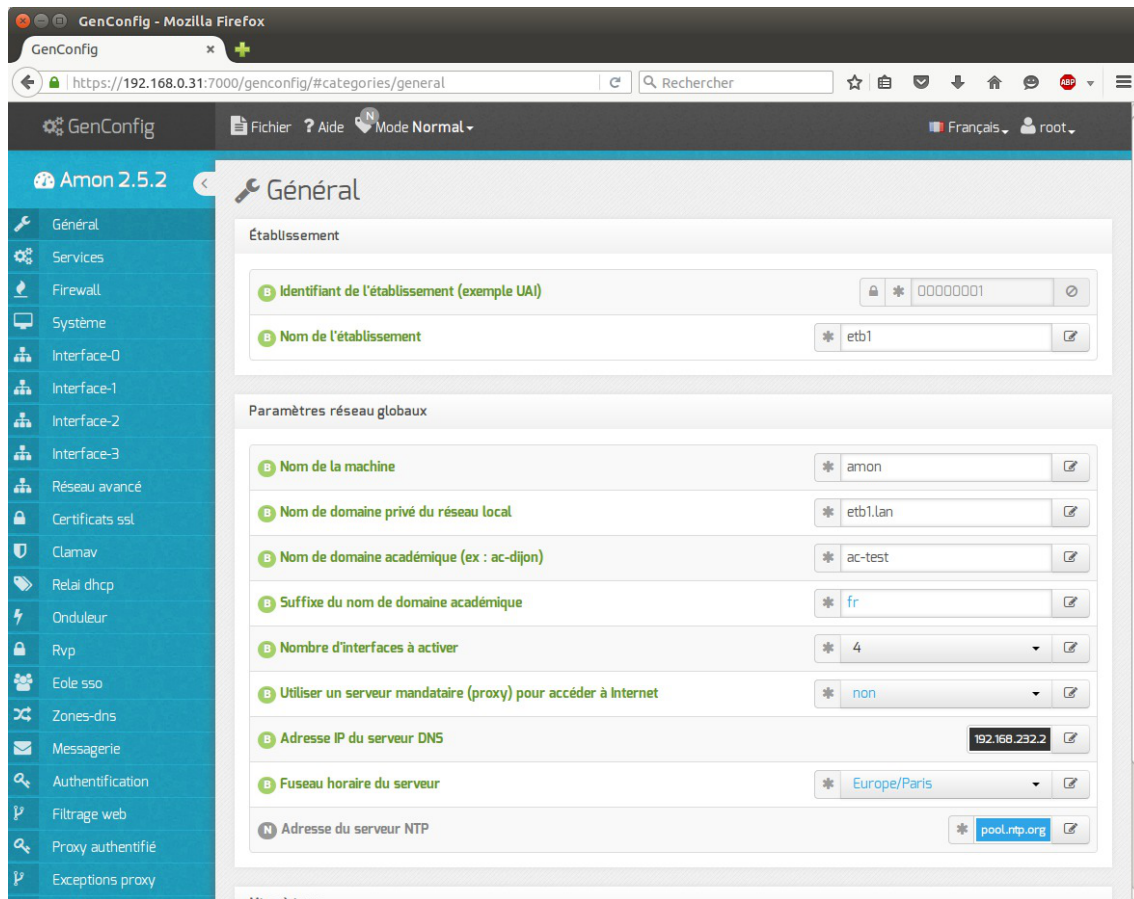 GenConfig - Mozilla Firefox
GenConfig
https://192.168.0.31:7000/genconfig/#categories/general
Rechercher
ABP
GenConfig
Fichier ? Aide N Mode Normal
Français root
Amon 2.5.2
Général
Services
Firewall
Système
Interface-0
Interface-1
Interface-2
Interface-3
Réseau avancé
Certificats ssl
Clamav
Relai dhcp
Onduleur
Rvp
Eole sso
Zones-dns
Messagerie
Authentification
Filtrage web
Proxy authentifié
Exceptions proxy
Général
Établissement
B Identifiant de l'établissement (exemple UAI) 00000001
B Nom de l'établissement etb1
Paramètres réseau globaux
B Nom de la machine amon
B Nom de domaine privé du réseau local etb1.lan
B Nom de domaine académique (ex : ac-dijon) ac-test
B Suffixe du nom de domaine académique fr
B Nombre d'interfaces à activer 4
B Utiliser un serveur mandataire (proxy) pour accéder à Internet non
B Adresse IP du serveur DNS 192.168.232.2
B Fuseau horaire du serveur Europe/Paris
N Adresse du serveur NTP pool.ntp.org